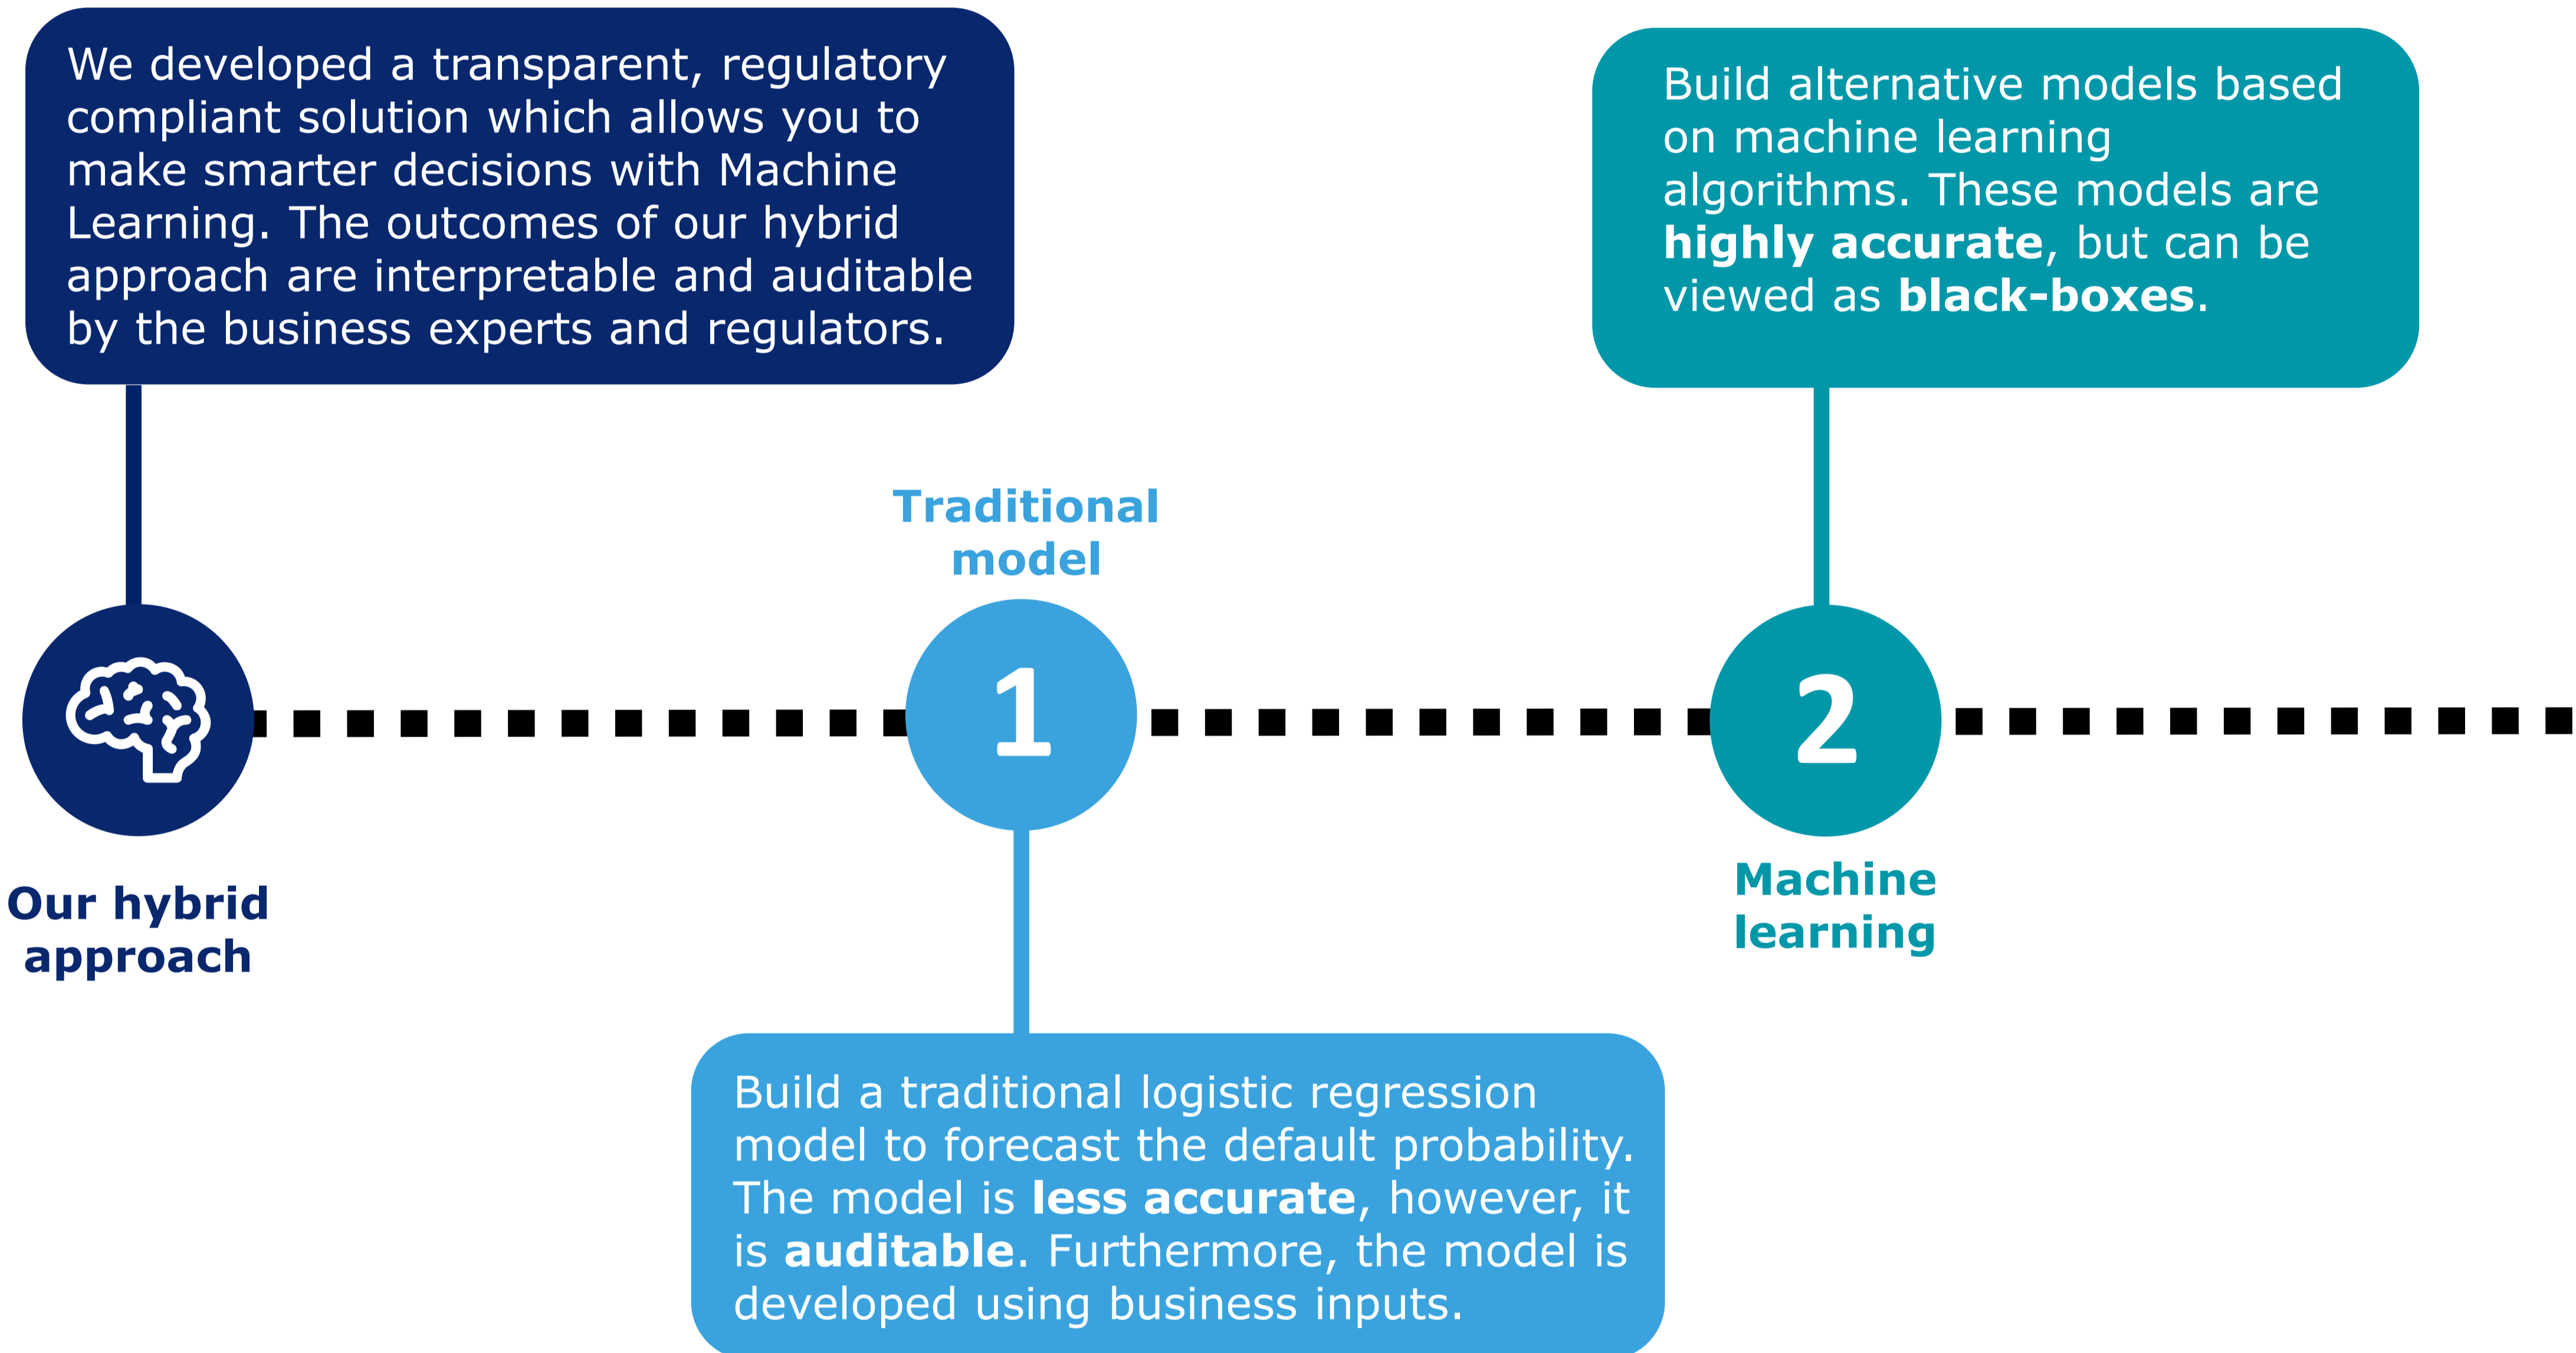 We developed a transparent, regulatory
compliant solution which allows you to
make smarter decisions with Machine
Learning. The outcomes of our hybrid
approach are interpretable and auditable
by the business experts and regulators.
Our hybrid
approach
Traditional
model
1
Build a traditional logistic regression
model to forecast the default probability.
The model is less accurate, however, it
is auditable. Furthermore, the model is
developed using business inputs.
Build alternative models based
on machine learning
algorithms. These models are
highly accurate, but can be
viewed as black-boxes.
2
Machine
learning